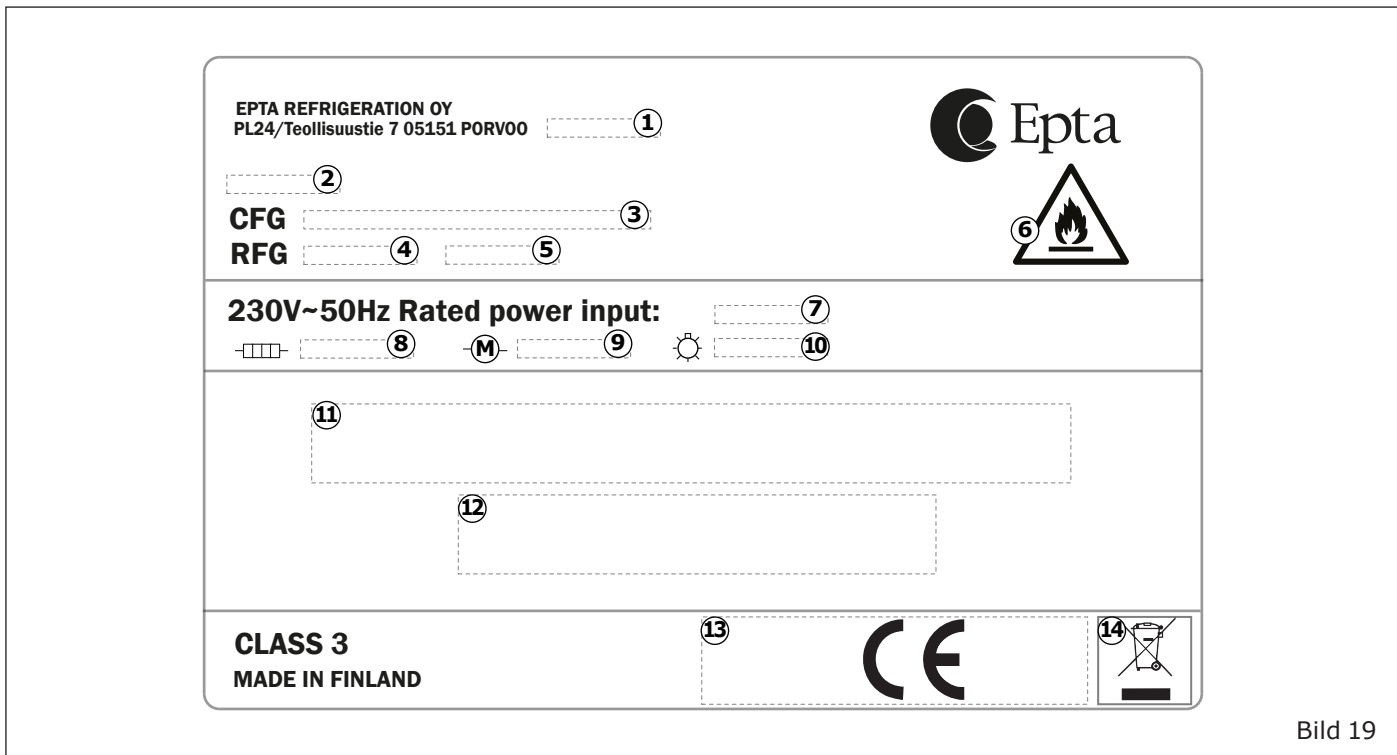 EPTA REFRIGERATION OY
PL24/Teollisuustie 7 05151 PORVOO 1
Epta
2
CFG 3
RFG 4 5
6
230V~50Hz Rated power input: 7
8 M 9 10
11
12
CLASS 3
MADE IN FINLAND
13 CE 14
Bild 19